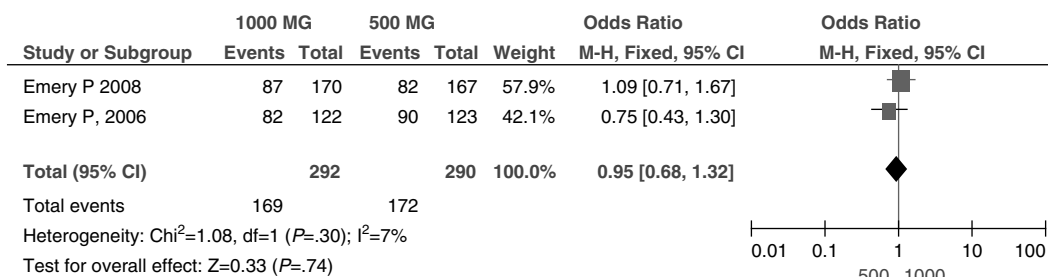 1000 MG 500 MG Odds Ratio Odds Ratio
Study or Subgroup Events Total Events Total Weight M-H, Fixed, 95% CI M-H, Fixed, 95% CI
Emery P 2008 87 170 82 167 57.9% 1.09 [0.71, 1.67]
Emery P, 2006 82 122 90 123 42.1% 0.75 [0.43, 1.30]
Total (95% CI) 292 290 100.0% 0.95 [0.68, 1.32]
Total events 169 172
Heterogeneity: Chi²=1.08, df=1 (P=.30); I²=7%
Test for overall effect: Z=0.33 (P=.74)
0.01 0.1 1 10 100
500 1000